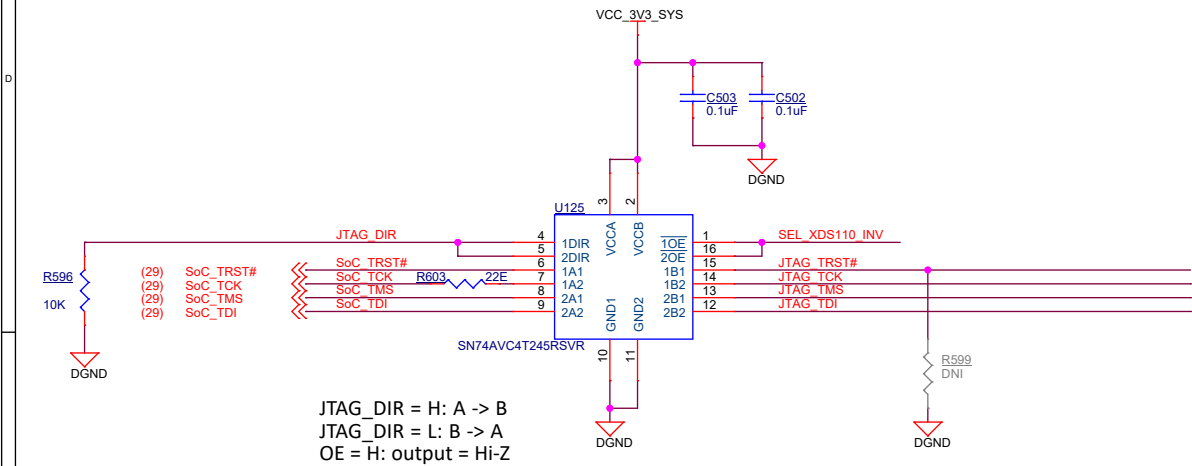 VCC_3V3_SYS
D
C503
0.1uF
C502
0.1uF
DGND
U125
3
2
VCCA
VCCB
JTAG_DIR
4
1DIR
5
2DIR
1OE
1
SEL_XDS110_INV
2OE
16
R596
10K
(29) SoC_TRST#
SoC_TRST#
6
1A1
1B1
15
JTAG_TRST#
(29) SoC_TCK
SoC_TCK
R603
22E
7
1A2
1B2
14
JTAG_TCK
(29) SoC_TMS
SoC_TMS
8
2A1
2B1
13
JTAG_TMS
(29) SoC_TDI
SoC_TDI
9
2A2
2B2
12
JTAG_TDI
GND1
GND2
SN74AVC4T245RSVR
10
11
DGND
R599
DNI
JTAG_DIR = H: A -> B
JTAG_DIR = L: B -> A
OE = H: output = Hi-Z
DGND
DGND